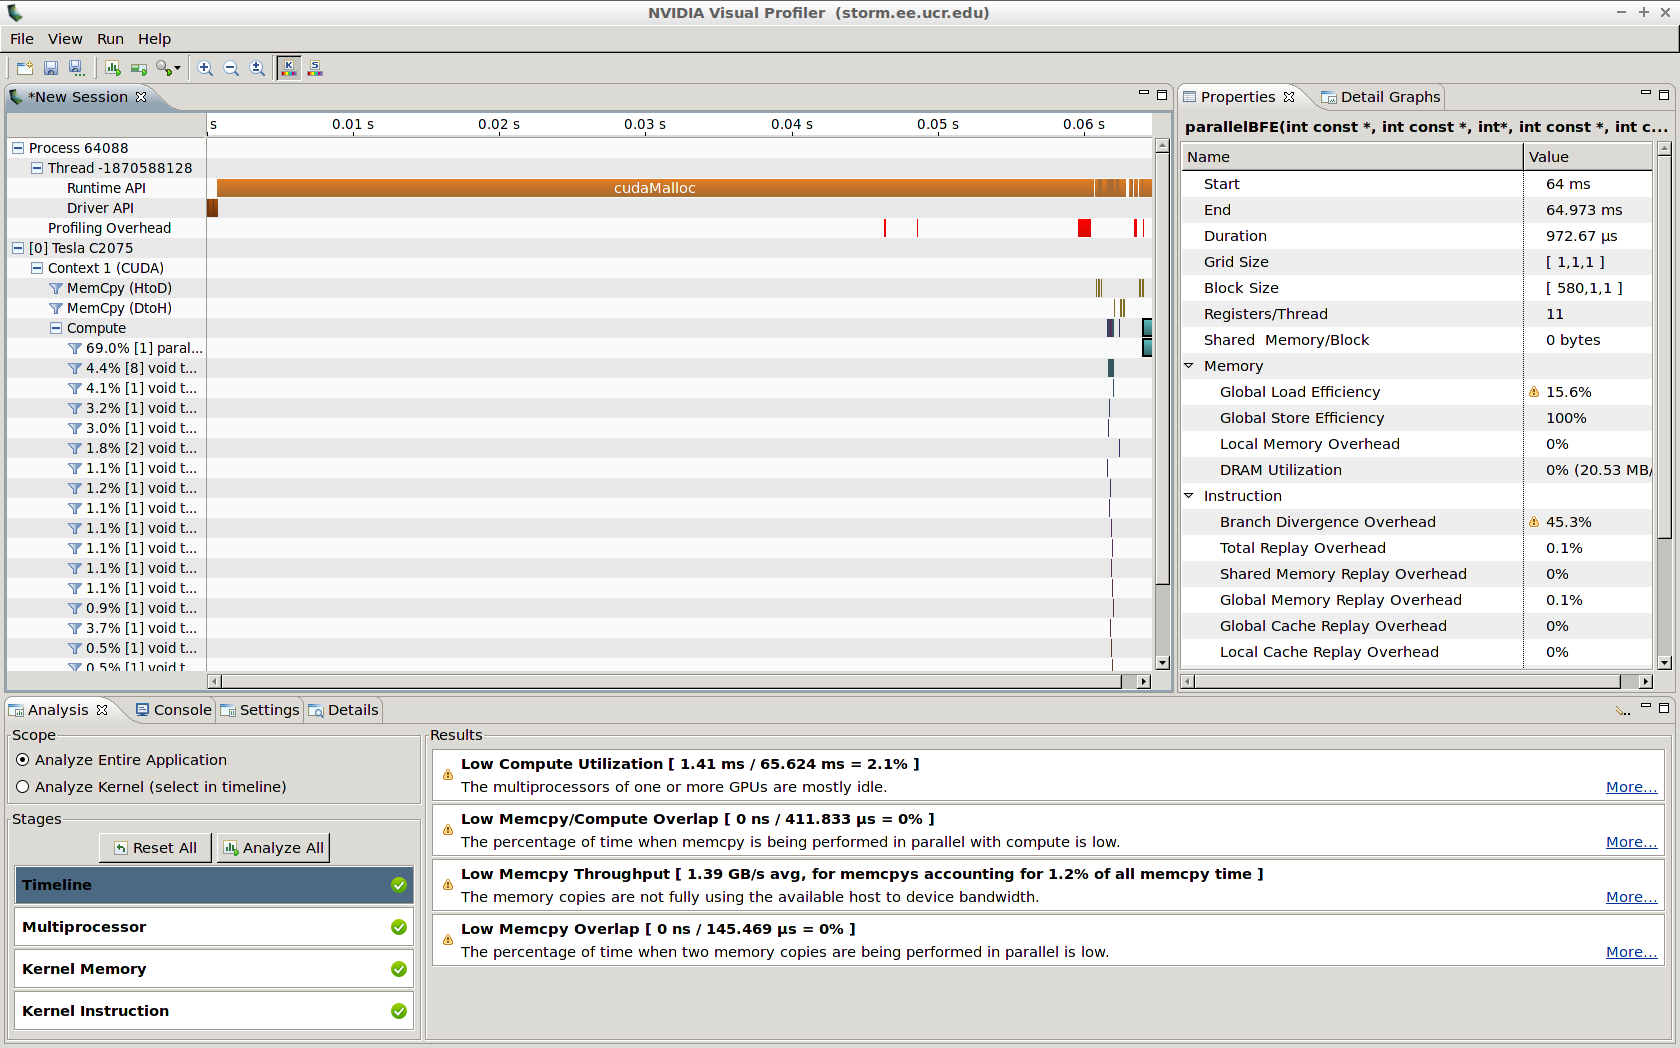 NVIDIA Visual Profiler (storm.ee.ucr.edu)
File View Run Help
*New Session
s 0.01 s 0.02 s 0.03 s 0.04 s 0.05 s 0.06 s
Process 64088
Thread -1870588128
Runtime API
cudaMalloc
Driver API
Profiling Overhead
[0] Tesla C2075
Context 1 (CUDA)
MemCpy (HtoD)
MemCpy (DtoH)
Compute
69.0% [1] paral...
4.4% [8] void t...
4.1% [1] void t...
3.2% [1] void t...
3.0% [1] void t...
1.8% [2] void t...
1.1% [1] void t...
1.2% [1] void t...
1.1% [1] void t...
1.1% [1] void t...
1.1% [1] void t...
1.1% [1] void t...
1.1% [1] void t...
0.9% [1] void t...
3.7% [1] void t...
0.5% [1] void t...
0.5% [1] void t
Properties Detail Graphs
parallelBFE(int const *, int const *, int*, int const *, int c...
Name Value
Start 64 ms
End 64.973 ms
Duration 972.67 µs
Grid Size [ 1,1,1 ]
Block Size [ 580,1,1 ]
Registers/Thread 11
Shared Memory/Block 0 bytes
Memory
Global Load Efficiency 15.6%
Global Store Efficiency 100%
Local Memory Overhead 0%
DRAM Utilization 0% (20.53 MB/
Instruction
Branch Divergence Overhead 45.3%
Total Replay Overhead 0.1%
Shared Memory Replay Overhead 0%
Global Memory Replay Overhead 0.1%
Global Cache Replay Overhead 0%
Local Cache Replay Overhead 0%
Analysis Console Settings Details
Scope
Analyze Entire Application
Analyze Kernel (select in timeline)
Stages
Reset All Analyze All
Timeline
Multiprocessor
Kernel Memory
Kernel Instruction
Results
Low Compute Utilization [ 1.41 ms / 65.624 ms = 2.1% ]
The multiprocessors of one or more GPUs are mostly idle. More...
Low Memcpy/Compute Overlap [ 0 ns / 411.833 µs = 0% ]
The percentage of time when memcpy is being performed in parallel with compute is low. More...
Low Memcpy Throughput [ 1.39 GB/s avg, for memcpys accounting for 1.2% of all memcpy time ]
The memory copies are not fully using the available host to device bandwidth. More...
Low Memcpy Overlap [ 0 ns / 145.469 µs = 0% ]
The percentage of time when two memory copies are being performed in parallel is low. More...